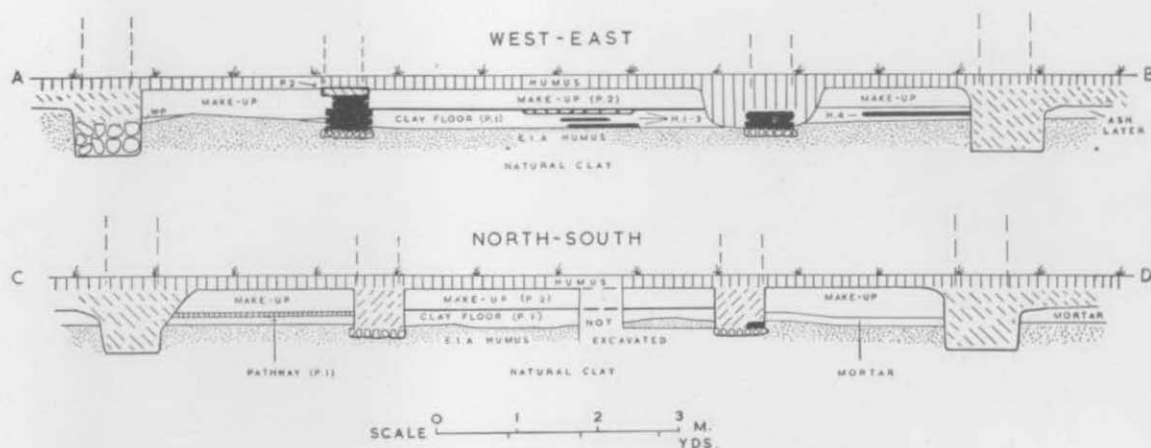 WEST-EAST
A
B
P.2
HUMUS
MAKE-UP
MAKE-UP (P.2)
MAKE-UP
MP
CLAY FLOOR (P.1)
H.1-3
H.4
ASH LAYER
E.I.A HUMUS
NATURAL CLAY
NORTH-SOUTH
C
D
HUMUS
MAKE-UP
MAKE-UP (P.2)
MAKE-UP
CLAY FLOOR (P.1)
NOT EXCAVATED
MORTAR
E.I.A HUMUS
PATHWAY (P.1)
NATURAL CLAY
MORTAR
SCALE 0 1 2 3 M.
YDS.